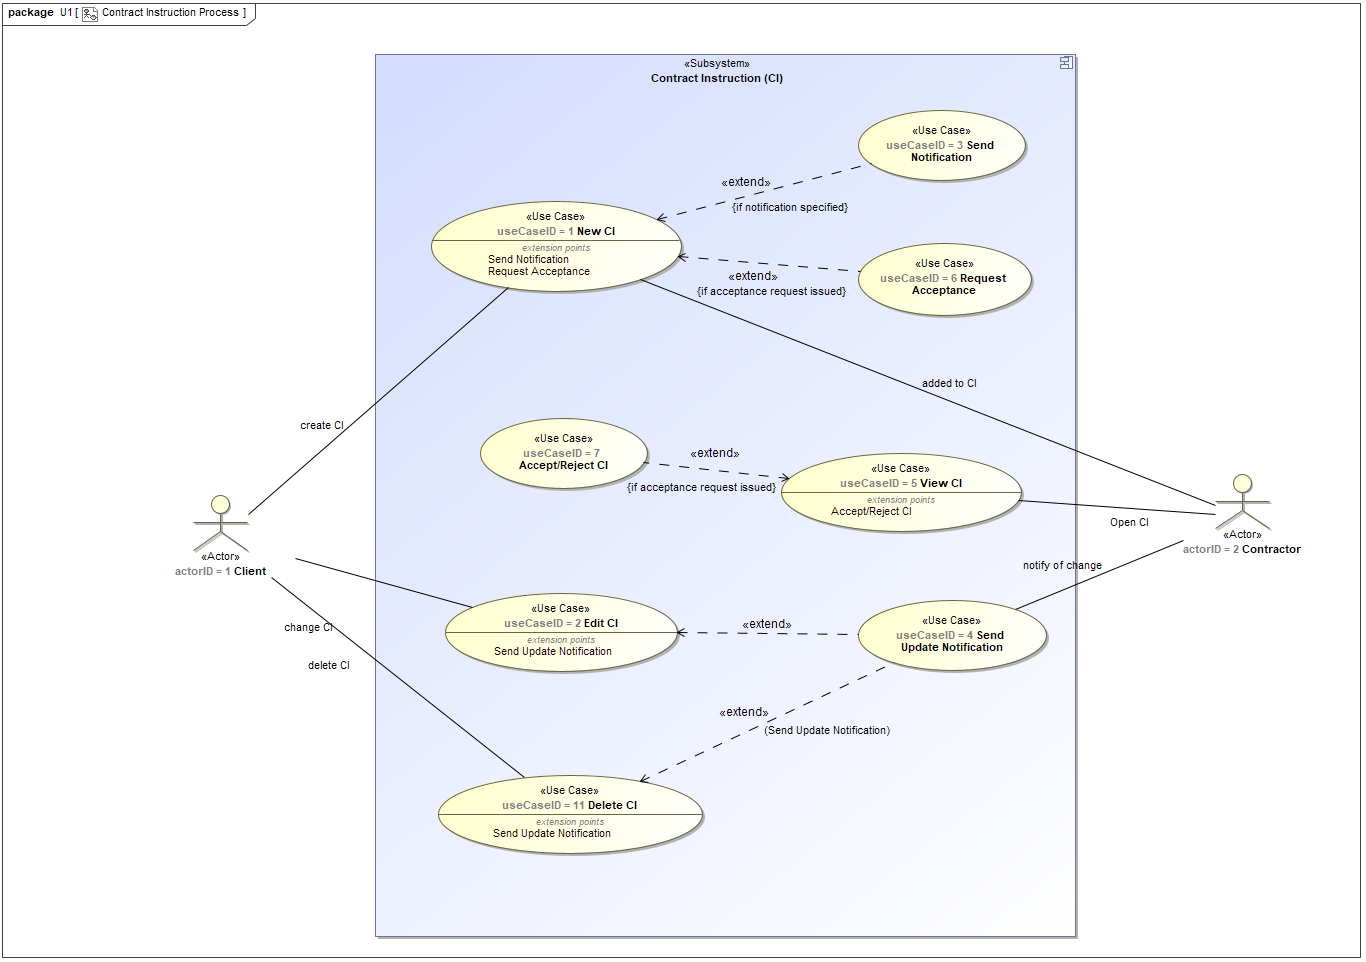 package U1 [ Contract Instruction Process ]
«Subsystem»
Contract Instruction (CI)
«Use Case»
useCaseID = 3 Send
Notification
«extend»
{if notification specified}
«Use Case»
useCaseID = 1 New CI
extension points
Send Notification
Request Acceptance
«Use Case»
useCaseID = 6 Request
Acceptance
«extend»
{if acceptance request issued}
added to CI
create CI
«Use Case»
useCaseID = 7
Accept/Reject CI
«extend»
{if acceptance request issued}
«Use Case»
useCaseID = 5 View CI
extension points
Accept/Reject CI
Open CI
«Actor»
actorID = 2 Contractor
«Actor»
actorID = 1 Client
notify of change
change CI
«Use Case»
useCaseID = 2 Edit CI
extension points
Send Update Notification
«extend»
«Use Case»
useCaseID = 4 Send
Update Notification
delete CI
«extend»
(Send Update Notification)
«Use Case»
useCaseID = 11 Delete CI
extension points
Send Update Notification